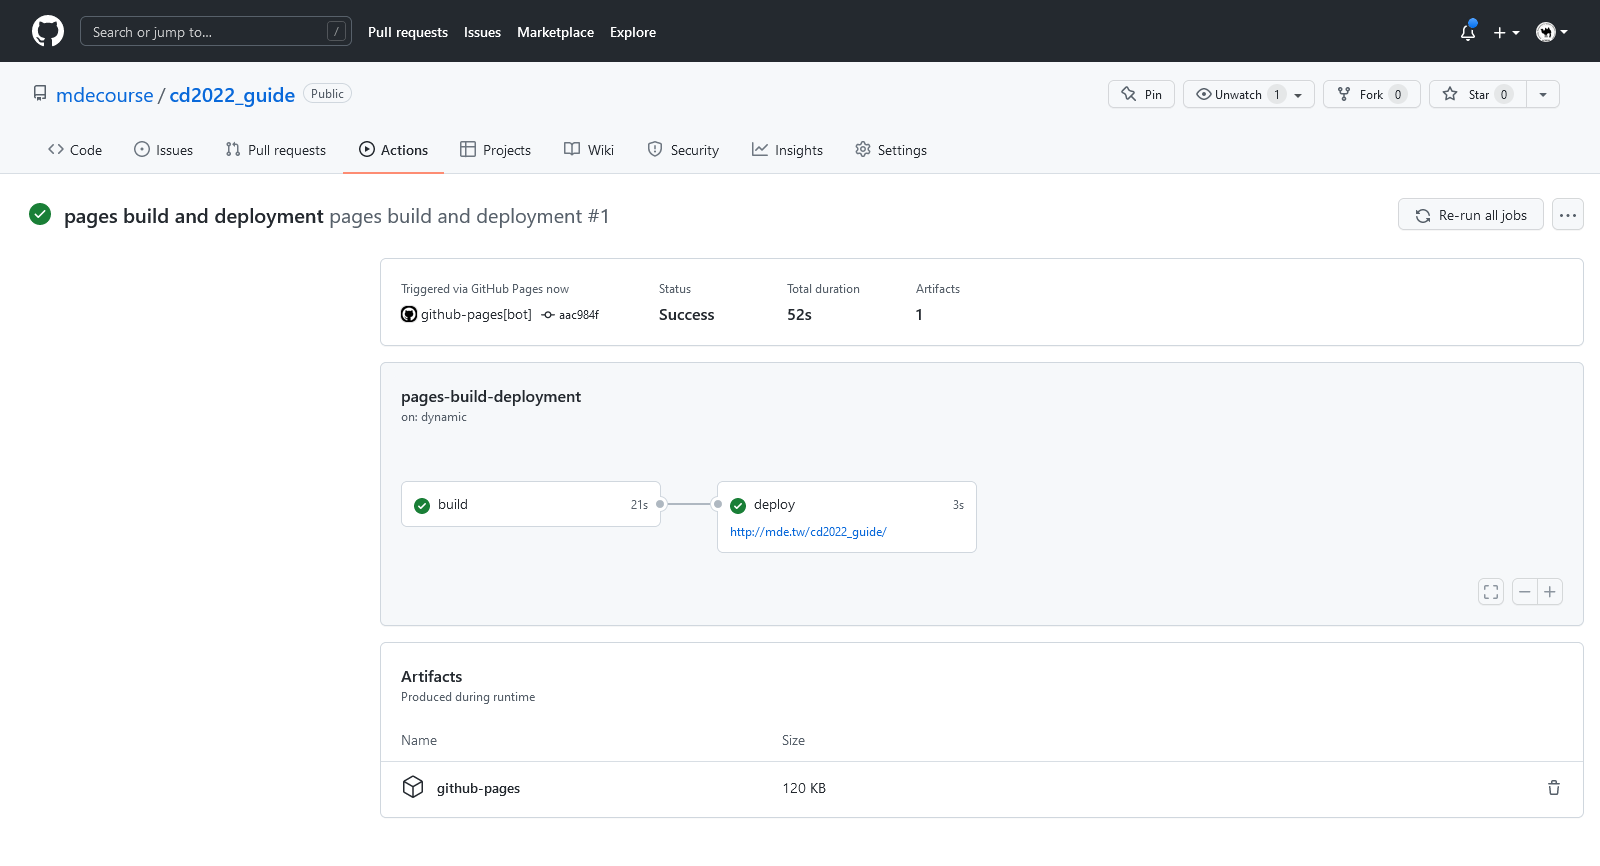 Search or jump to... / Pull requests Issues Marketplace Explore
mdecourse / cd2022_guide Public Pin Unwatch 1 Fork 0 Star 0
Code Issues Pull requests Actions Projects Wiki Security Insights Settings
pages build and deployment pages build and deployment #1 Re-run all jobs
Triggered via GitHub Pages now Status Total duration Artifacts
github-pages[bot] aac984f Success 52s 1
pages-build-deployment
on: dynamic
build 21s deploy 3s
http://mde.tw/cd2022_guide/
Artifacts
Produced during runtime
Name Size
github-pages 120 KB